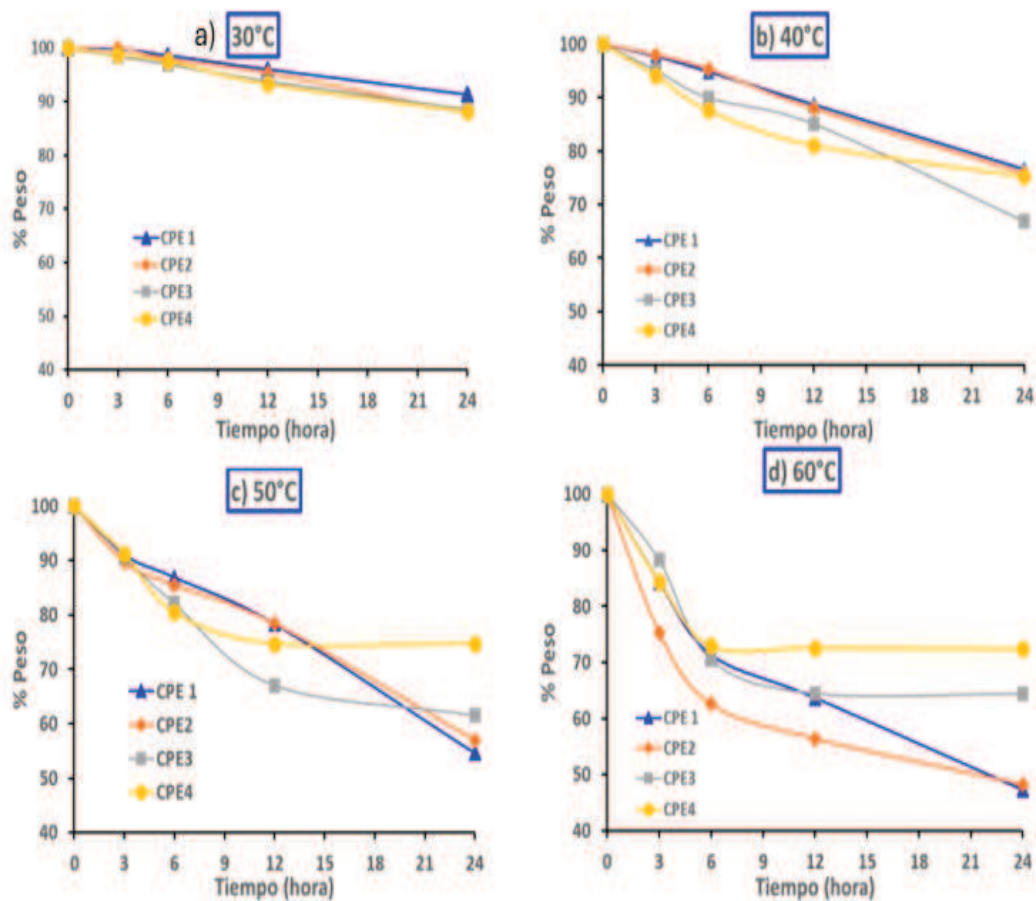 a) 30°C
100
90
80
70
60
50
40
% Peso
CPE 1
CPE2
CPE3
CPE4
0 3 6 9 12 15 18 21 24
Tiempo (hora)
b) 40°C
100
90
80
70
60
50
40
% Peso
CPE 1
CPE2
CPE3
CPE4
0 3 6 9 12 15 18 21 24
Tiempo (hora)
c) 50°C
100
90
80
70
60
50
40
% Peso
CPE 1
CPE2
CPE3
CPE4
0 3 6 9 12 15 18 21 24
Tiempo (hora)
d) 60°C
100
90
80
70
60
50
40
% Peso
CPE 1
CPE2
CPE3
CPE4
0 3 6 9 12 15 18 21 24
Tiempo (hora)